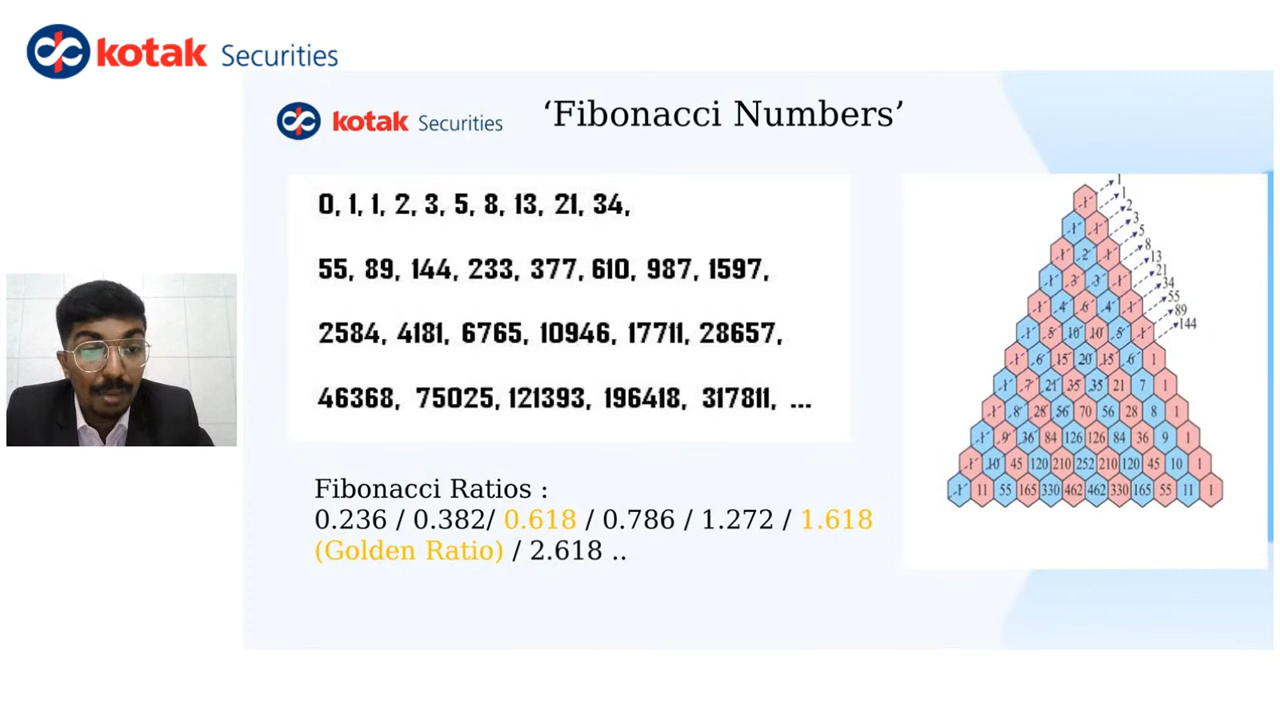 kotak Securities
kotak Securities
‘Fibonacci Numbers’
0, 1, 1, 2, 3, 5, 8, 13, 21, 34,
55, 89, 144, 233, 377, 610, 987, 1597,
2584, 4181, 6765, 10946, 17711, 28657,
46368, 75025, 121393, 196418, 317811, ...
Fibonacci Ratios :
0.236 / 0.382/ 0.618 / 0.786 / 1.272 / 1.618
(Golden Ratio) / 2.618 ..
1
1
2
3
5
8
13
21
34
55
89
144
1
1 1
1 2 1
1 3 3 1
1 4 6 4 1
1 5 10 10 5 1
1 6 15 20 15 6 1
1 7 21 35 35 21 7 1
1 8 28 56 70 56 28 8 1
1 9 36 84 126 126 84 36 9 1
1 10 45 120 210 252 210 120 45 10 1
1 11 55 165 330 462 462 330 165 55 11 1